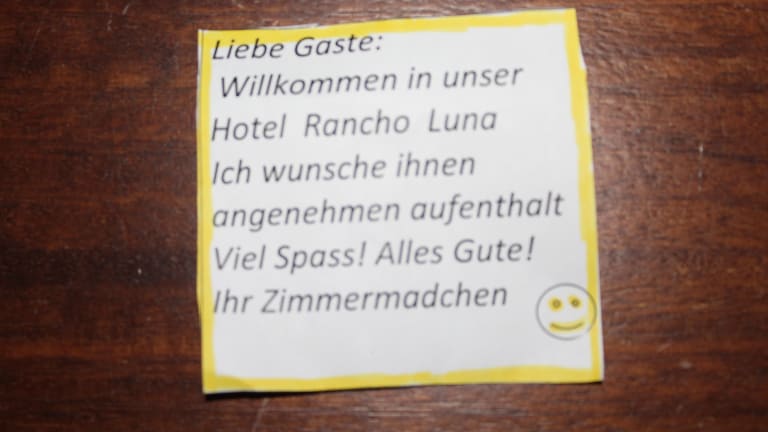 Liebe Gaste:
Willkommen in unser
Hotel Rancho Luna
Ich wunsche ihnen
angenehmen aufenthalt
Viel Spass! Alles Gute!
Ihr Zimmermadchen